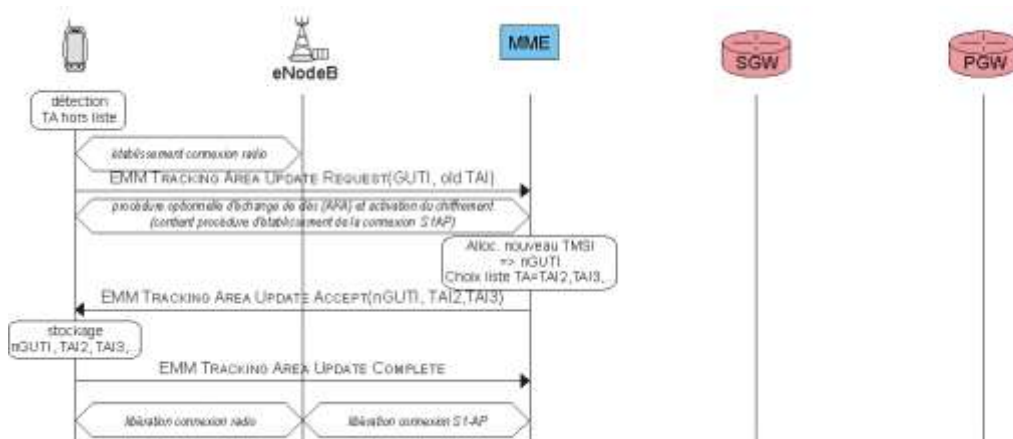 MME
SGW
PGW
eNodeB
détection
TA hors liste
établissement connexion radio
EMM TRACKING AREA UPDATE REQUEST(GUTI, old TAI)
procédure optionnelle d'échange de clés (AKA) et activation du chiffrement
(contient procédure d'établissement de la connexion S1AP)
Alloc. nouveau TMSI
=> nGUTI
Choix liste TA=TAI2,TAI3,...
EMM TRACKING AREA UPDATE ACCEPT(nGUTI, TAI2,TAI3)
stockage
nGUTI, TAI2, TAI3,...
EMM TRACKING AREA UPDATE COMPLETE
libération connexion radio
libération connexion S1-AP